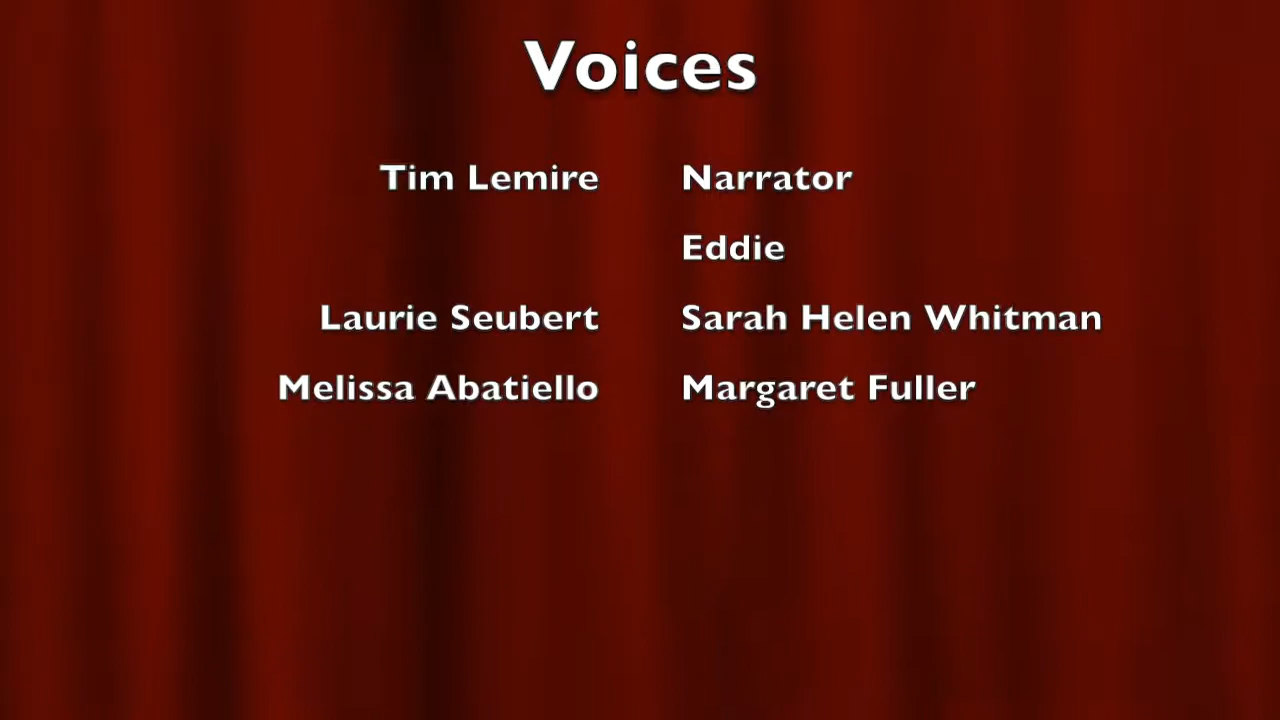 Voices
Tim Lemire Narrator
Eddie
Laurie Seubert Sarah Helen Whitman
Melissa Abatiello Margaret Fuller